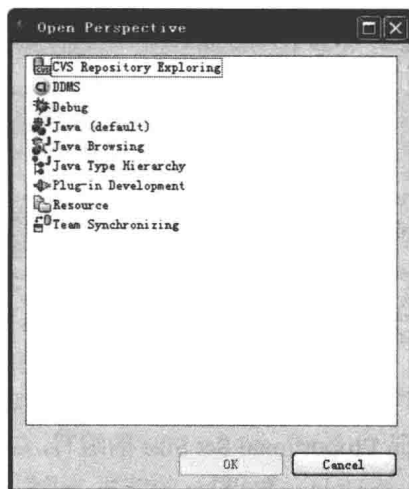 Open Perspective
CVS Repository Exploring
DDMS
Debug
Java (default)
Java Browsing
Java Type Hierarchy
Plug-in Development
Resource
Team Synchronizing
OK
Cancel